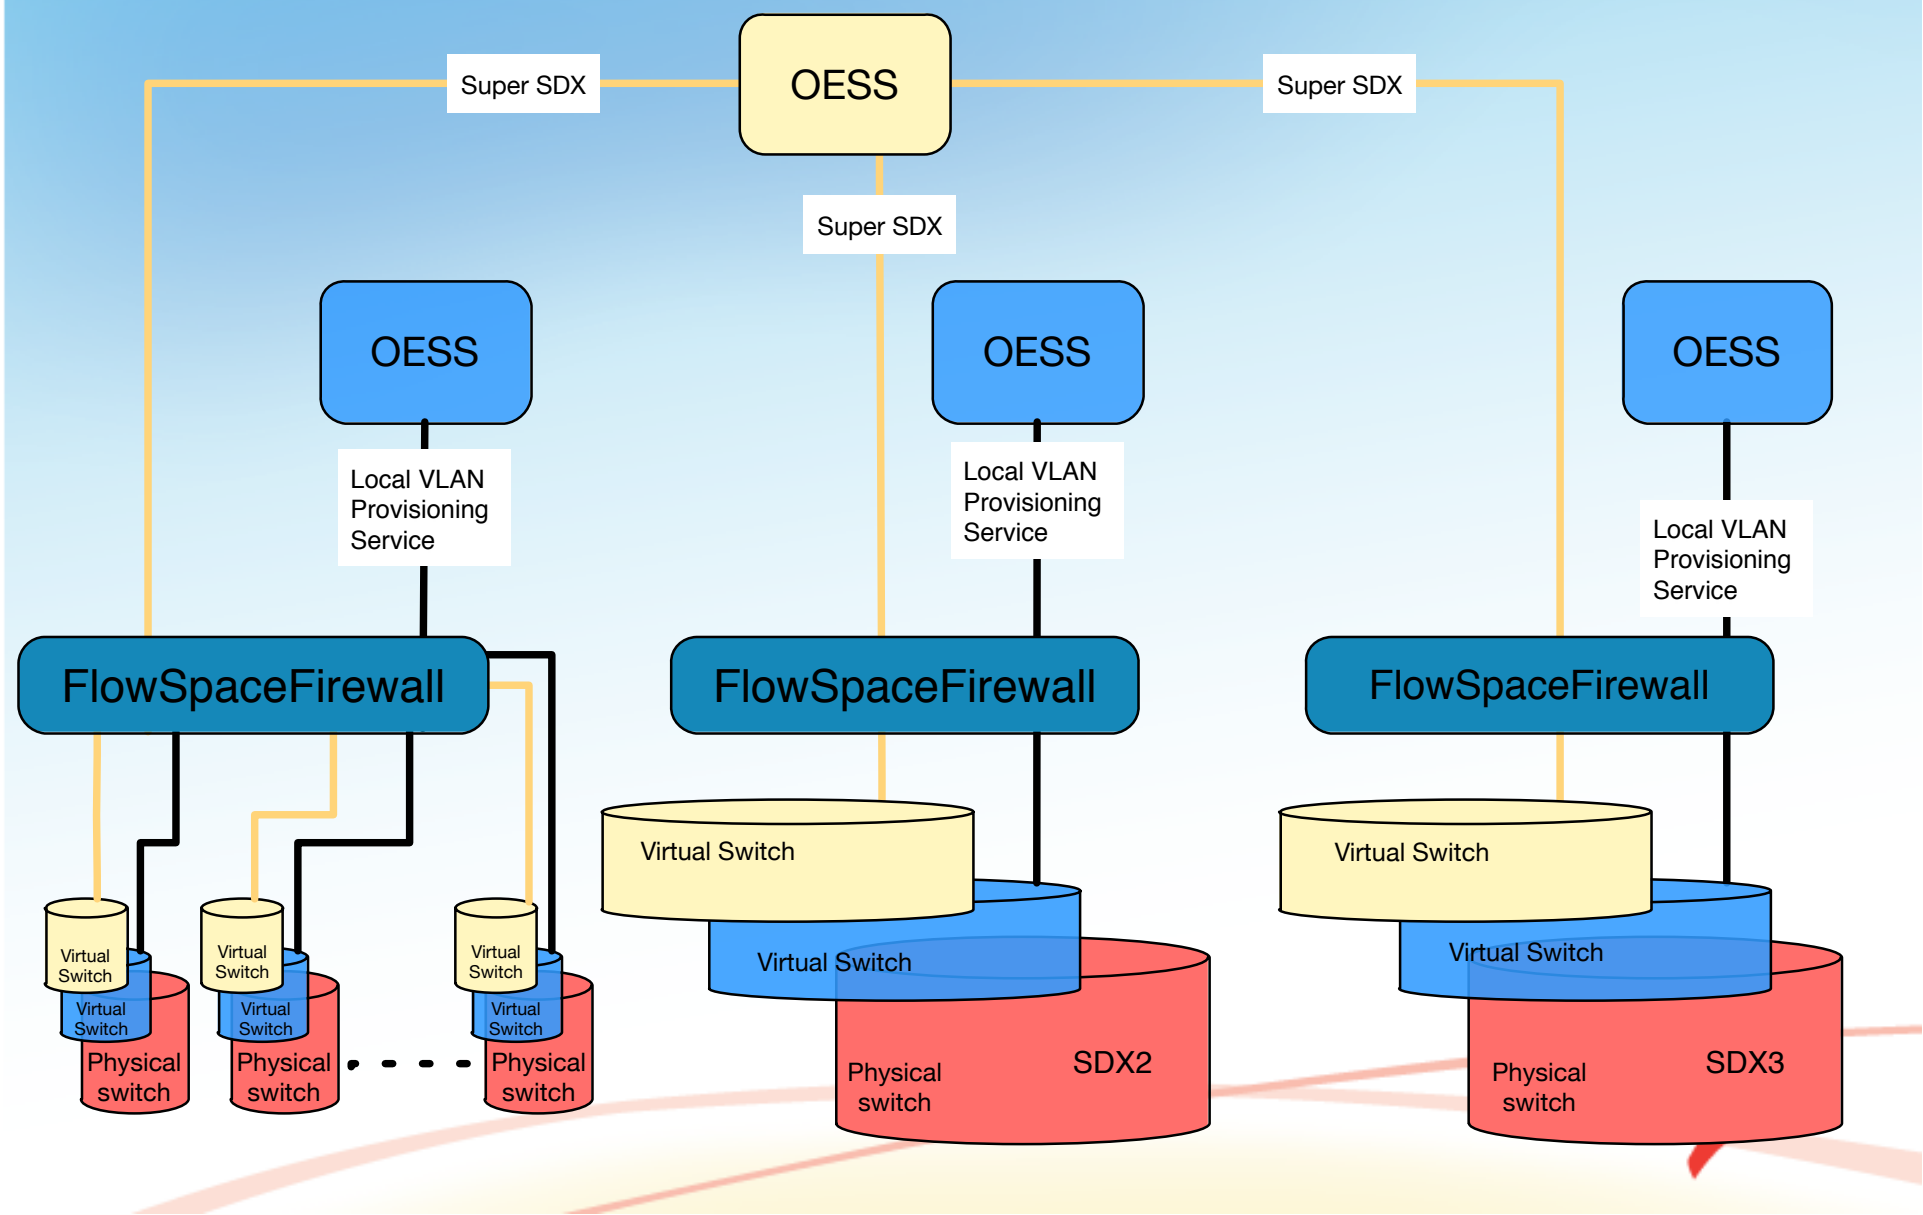 OESS
Super SDX
Super SDX
Super SDX
OESS
OESS
OESS
Local VLAN
Provisioning
Service
Local VLAN
Provisioning
Service
Local VLAN
Provisioning
Service
FlowSpaceFirewall
FlowSpaceFirewall
FlowSpaceFirewall
Virtual
Switch
Virtual
Switch
Physical
switch
Virtual
Switch
Virtual
Switch
Physical
switch
Virtual
Switch
Virtual
Switch
Physical
switch
Virtual Switch
Virtual Switch
Physical
switch
SDX2
Virtual Switch
Virtual Switch
Physical
switch
SDX3